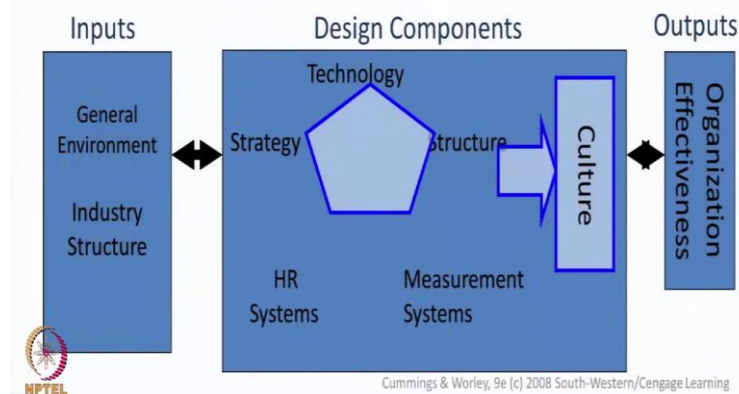 Inputs
Design Components
Outputs
General
Environment
Industry
Structure
Technology
Strategy
Structure
HR
Systems
Measurement
Systems
Culture
Organization
Effectiveness
NPTEL
Cummings & Worley, 9e (c) 2008 South-Western/Cengage Learning